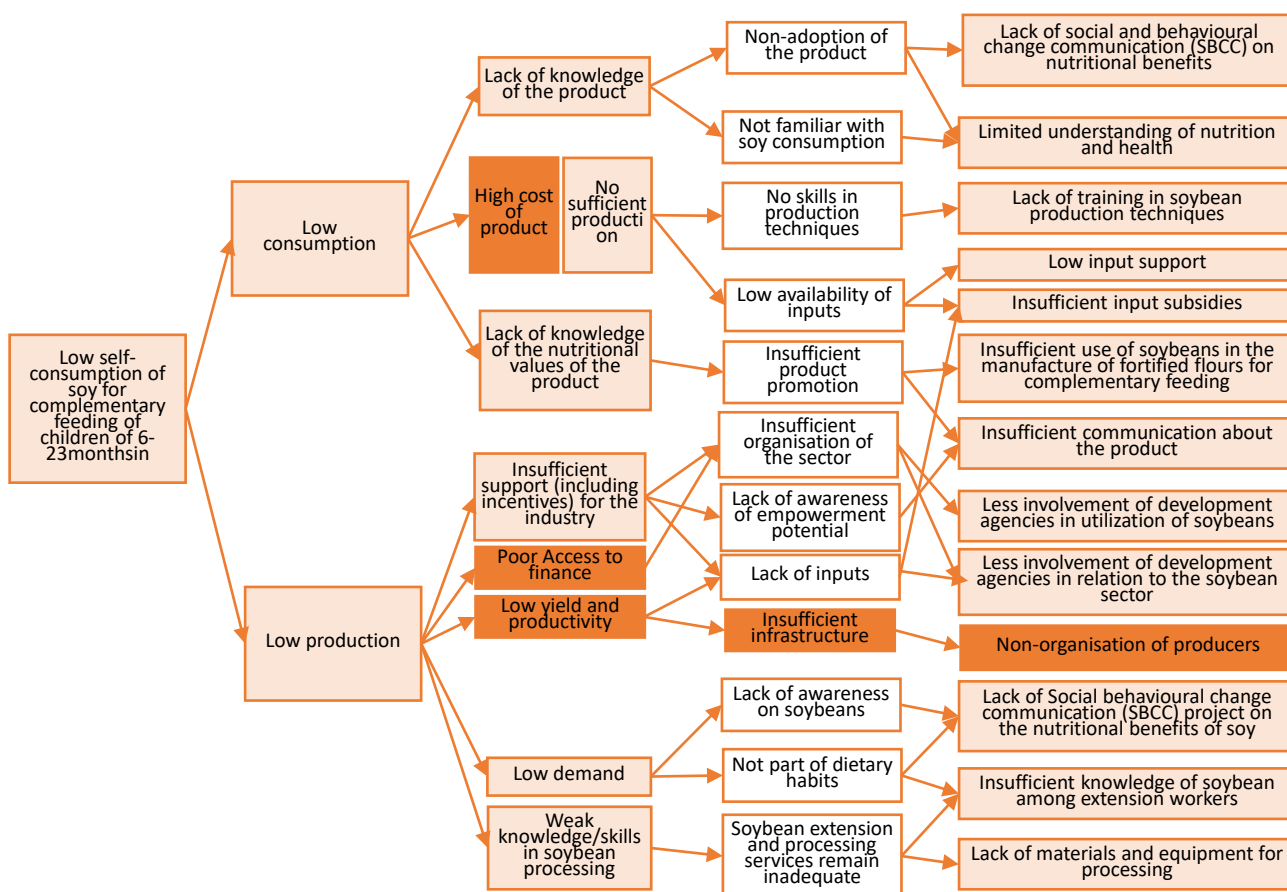 Low self-
consumption of
soy for
complementary
feeding of
children of 6-
23monthsin
Low
consumption
Low production
Lack of knowledge
of the product
High cost
of
product
No
sufficient
producti
on
Lack of knowledge
of the nutritional
values of the
product
Insufficient
support (including
incentives) for the
industry
Poor Access to
finance
Low yield and
productivity
Low demand
Weak
knowledge/skills
in soybean
processing
Non-adoption of
the product
Not familiar with
soy consumption
No skills in
production
techniques
Low availability of
inputs
Insufficient
product
promotion
Insufficient
organisation of
the sector
Lack of awareness
of empowerment
potential
Lack of inputs
Insufficient
infrastructure
Lack of awareness
on soybeans
Not part of dietary
habits
Soybean extension
and processing
services remain
inadequate
Lack of social and behavioural
change communication (SBCC) on
nutritional benefits
Limited understanding of nutrition
and health
Lack of training in soybean
production techniques
Low input support
Insufficient input subsidies
Insufficient use of soybeans in the
manufacture of fortified flours for
complementary feeding
Insufficient communication about
the product
Less involvement of development
agencies in utilization of soybeans
Less involvement of development
agencies in relation to the soybean
sector
Non-organisation of producers
Lack of Social behavioural change
communication (SBCC) project on
the nutritional benefits of soy
Insufficient knowledge of soybean
among extension workers
Lack of materials and equipment for
processing